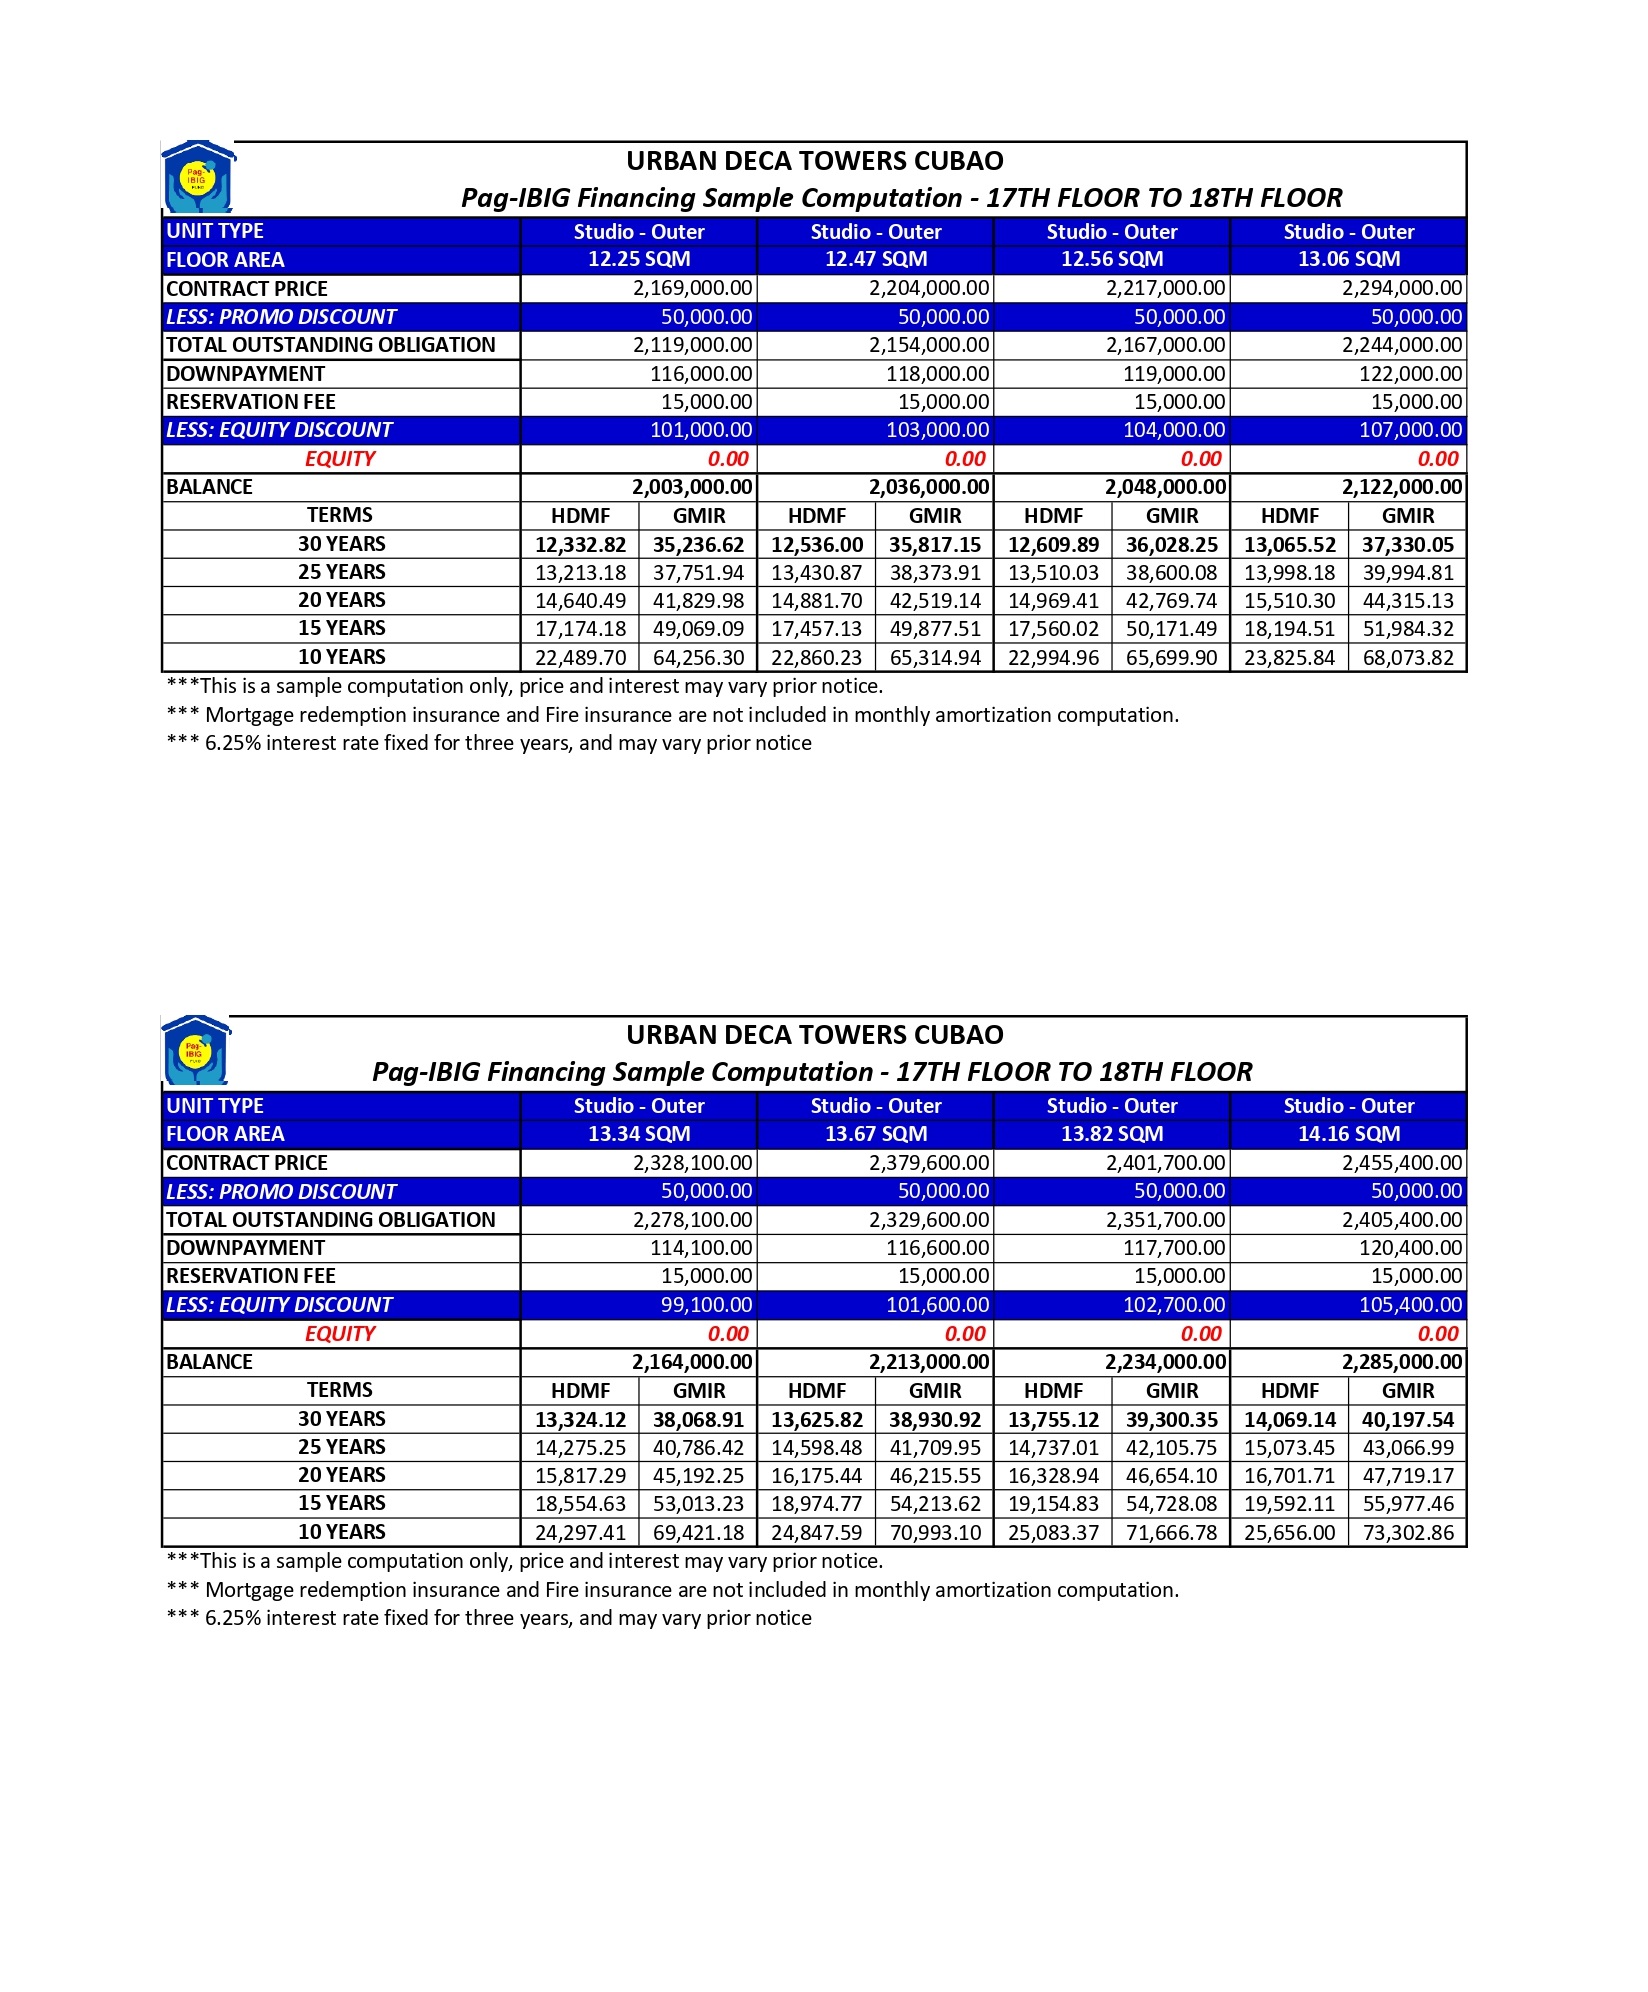 Pag-
IBIG
FUND
URBAN DECA TOWERS CUBAO
Pag-IBIG Financing Sample Computation - 17TH FLOOR TO 18TH FLOOR
UNIT TYPE Studio - Outer Studio - Outer Studio - Outer Studio - Outer
FLOOR AREA 12.25 SQM 12.47 SQM 12.56 SQM 13.06 SQM
CONTRACT PRICE 2,169,000.00 2,204,000.00 2,217,000.00 2,294,000.00
LESS: PROMO DISCOUNT 50,000.00 50,000.00 50,000.00 50,000.00
TOTAL OUTSTANDING OBLIGATION 2,119,000.00 2,154,000.00 2,167,000.00 2,244,000.00
DOWNPAYMENT 116,000.00 118,000.00 119,000.00 122,000.00
RESERVATION FEE 15,000.00 15,000.00 15,000.00 15,000.00
LESS: EQUITY DISCOUNT 101,000.00 103,000.00 104,000.00 107,000.00
EQUITY 0.00 0.00 0.00 0.00
BALANCE 2,003,000.00 2,036,000.00 2,048,000.00 2,122,000.00
TERMS HDMF GMIR HDMF GMIR HDMF GMIR HDMF GMIR
30 YEARS 12,332.82 35,236.62 12,536.00 35,817.15 12,609.89 36,028.25 13,065.52 37,330.05
25 YEARS 13,213.18 37,751.94 13,430.87 38,373.91 13,510.03 38,600.08 13,998.18 39,994.81
20 YEARS 14,640.49 41,829.98 14,881.70 42,519.14 14,969.41 42,769.74 15,510.30 44,315.13
15 YEARS 17,174.18 49,069.09 17,457.13 49,877.51 17,560.02 50,171.49 18,194.51 51,984.32
10 YEARS 22,489.70 64,256.30 22,860.23 65,314.94 22,994.96 65,699.90 23,825.84 68,073.82
***This is a sample computation only, price and interest may vary prior notice.
*** Mortgage redemption insurance and Fire insurance are not included in monthly amortization computation.
*** 6.25% interest rate fixed for three years, and may vary prior notice
Pag-
IBIG
FUND
URBAN DECA TOWERS CUBAO
Pag-IBIG Financing Sample Computation - 17TH FLOOR TO 18TH FLOOR
UNIT TYPE Studio - Outer Studio - Outer Studio - Outer Studio - Outer
FLOOR AREA 13.34 SQM 13.67 SQM 13.82 SQM 14.16 SQM
CONTRACT PRICE 2,328,100.00 2,379,600.00 2,401,700.00 2,455,400.00
LESS: PROMO DISCOUNT 50,000.00 50,000.00 50,000.00 50,000.00
TOTAL OUTSTANDING OBLIGATION 2,278,100.00 2,329,600.00 2,351,700.00 2,405,400.00
DOWNPAYMENT 114,100.00 116,600.00 117,700.00 120,400.00
RESERVATION FEE 15,000.00 15,000.00 15,000.00 15,000.00
LESS: EQUITY DISCOUNT 99,100.00 101,600.00 102,700.00 105,400.00
EQUITY 0.00 0.00 0.00 0.00
BALANCE 2,164,000.00 2,213,000.00 2,234,000.00 2,285,000.00
TERMS HDMF GMIR HDMF GMIR HDMF GMIR HDMF GMIR
30 YEARS 13,324.12 38,068.91 13,625.82 38,930.92 13,755.12 39,300.35 14,069.14 40,197.54
25 YEARS 14,275.25 40,786.42 14,598.48 41,709.95 14,737.01 42,105.75 15,073.45 43,066.99
20 YEARS 15,817.29 45,192.25 16,175.44 46,215.55 16,328.94 46,654.10 16,701.71 47,719.17
15 YEARS 18,554.63 53,013.23 18,974.77 54,213.62 19,154.83 54,728.08 19,592.11 55,977.46
10 YEARS 24,297.41 69,421.18 24,847.59 70,993.10 25,083.37 71,666.78 25,656.00 73,302.86
***This is a sample computation only, price and interest may vary prior notice.
*** Mortgage redemption insurance and Fire insurance are not included in monthly amortization computation.
*** 6.25% interest rate fixed for three years, and may vary prior notice